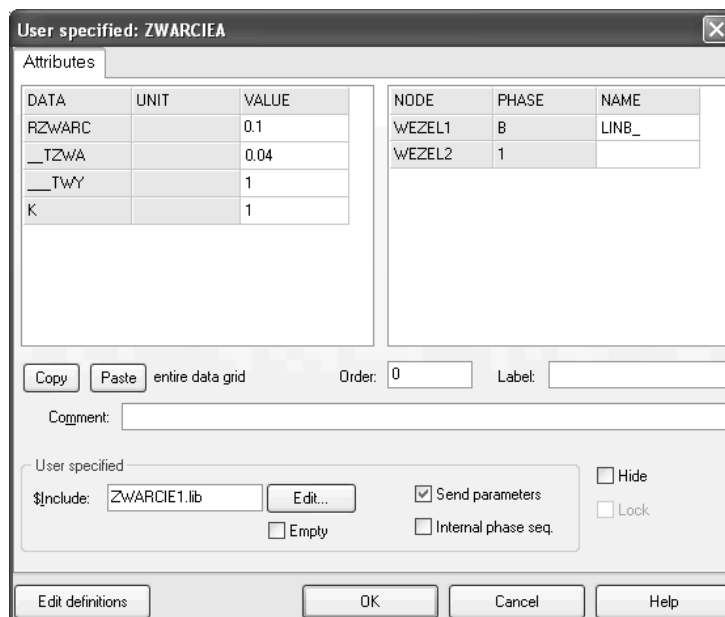 User specified: ZWARCIEA
Attributes
DATA UNIT VALUE
RZWARC 0.1
__TZWA 0.04
___TWY 1
K 1
NODE PHASE NAME
WEZEL1 B LINB_
WEZEL2 1
Copy Paste entire data grid Order: 0 Label:
Comment:
User specified
$Include: ZWARCIE1.lib Edit... Send parameters Hide
Empty Internal phase seq. Lock
Edit definitions OK Cancel Help